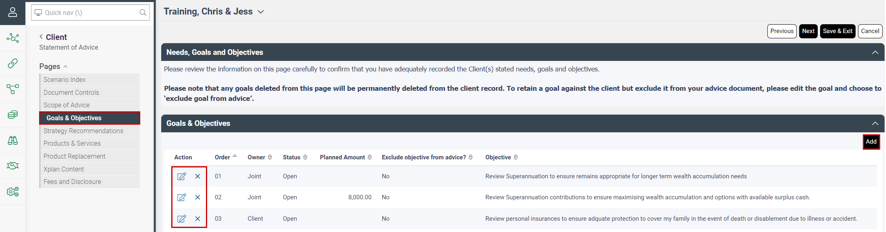 Quick nav (\)
Training, Chris & Jess
Client
Statement of Advice
Previous
Next
Save & Exit
Cancel
Pages
Scenario Index
Document Controls
Scope of Advice
Goals & Objectives
Strategy Recommendations
Products & Services
Product Replacement
Xplan Content
Fees and Disclosure
Needs, Goals and Objectives
Please review the information on this page carefully to confirm that you have adequately recorded the Client(s) stated needs, goals and objectives.
Please note that any goals deleted from this page will be permanently deleted from the client record. To retain a goal against the client but exclude it from your advice document, please edit the goal and choose to
'exclude goal from advice'.
Goals & Objectives
Add
Action Order Owner Status Planned Amount Exclude objective from advice? Objective
01 Joint Open No Review Superannuation to ensure remains appropriate for longer term wealth accumulation needs
02 Joint Open 8,000.00 No Review Superannuation contributions to ensure maximising wealth accumulation and options with available surplus cash.
03 Client Open No Review personal insurances to ensure adquate protection to cover my family in the event of death or disablement due to illness or accident.